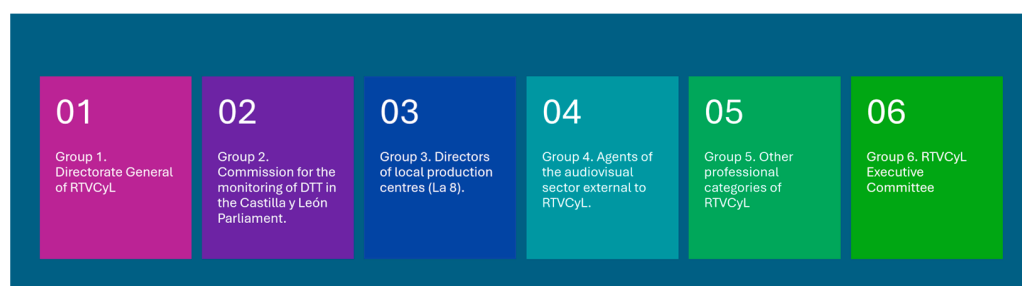 01
Group 1.
Directorate General
of RTVCyL
02
Group 2.
Commission for the
monitoring of DTT in
the Castilla y León
Parliament.
03
Group 3. Directors
of local production
centres (La 8).
04
Group 4. Agents of
the audiovisual
sector external to
RTVCyL.
05
Group 5. Other
professional
categories of
RTVCyL
06
Group 6. RTVCyL
Executive
Committee